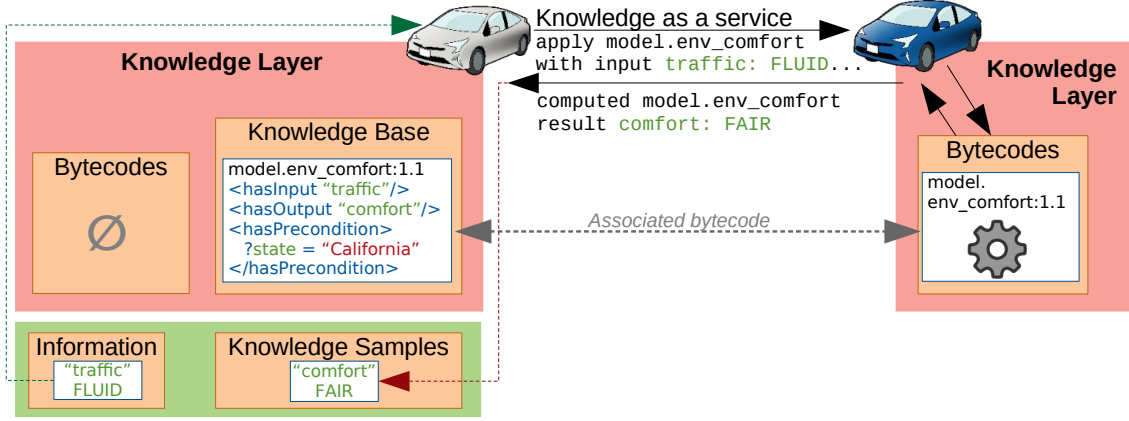 Knowledge as a service
apply model.env_comfort
with input traffic: FLUID...
computed model.env_comfort
result comfort: FAIR
Knowledge Layer
Bytecodes
∅
Knowledge Base
model.env_comfort:1.1
<hasInput “traffic”/>
<hasOutput “comfort”/>
<hasPrecondition>
?state = “California”
</hasPrecondition>
Associated bytecode
Knowledge
Layer
Bytecodes
model.
env_comfort:1.1
Information
“traffic”
FLUID
Knowledge Samples
“comfort”
FAIR